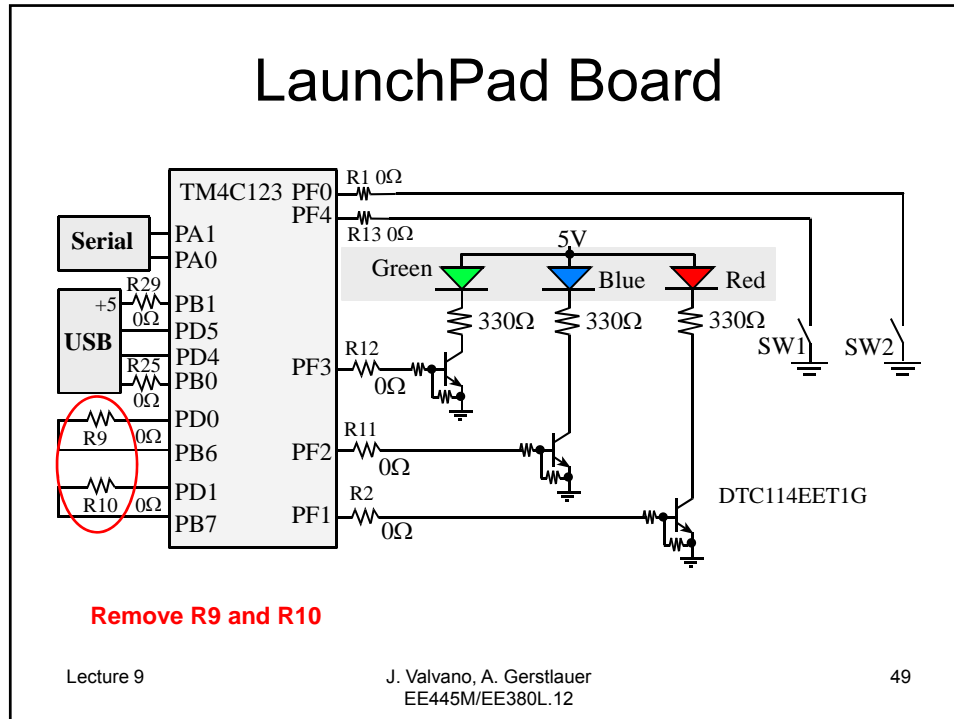 LaunchPad Board
TM4C123 PF0
R1 0Ω
PF4
R13 0Ω
Serial
PA1
PA0
5V
Green
Blue
Red
R29
+5
0Ω
PB1
USB
PD5
PD4
R25
PB0
0Ω
330Ω
330Ω
330Ω
SW1
SW2
R12
PF3
0Ω
PD0
R9
0Ω
PB6
R11
PF2
0Ω
PD1
R10
0Ω
PB7
R2
PF1
0Ω
DTC114EET1G
Remove R9 and R10
Lecture 9
J. Valvano, A. Gerstlauer
EE445M/EE380L.12
49